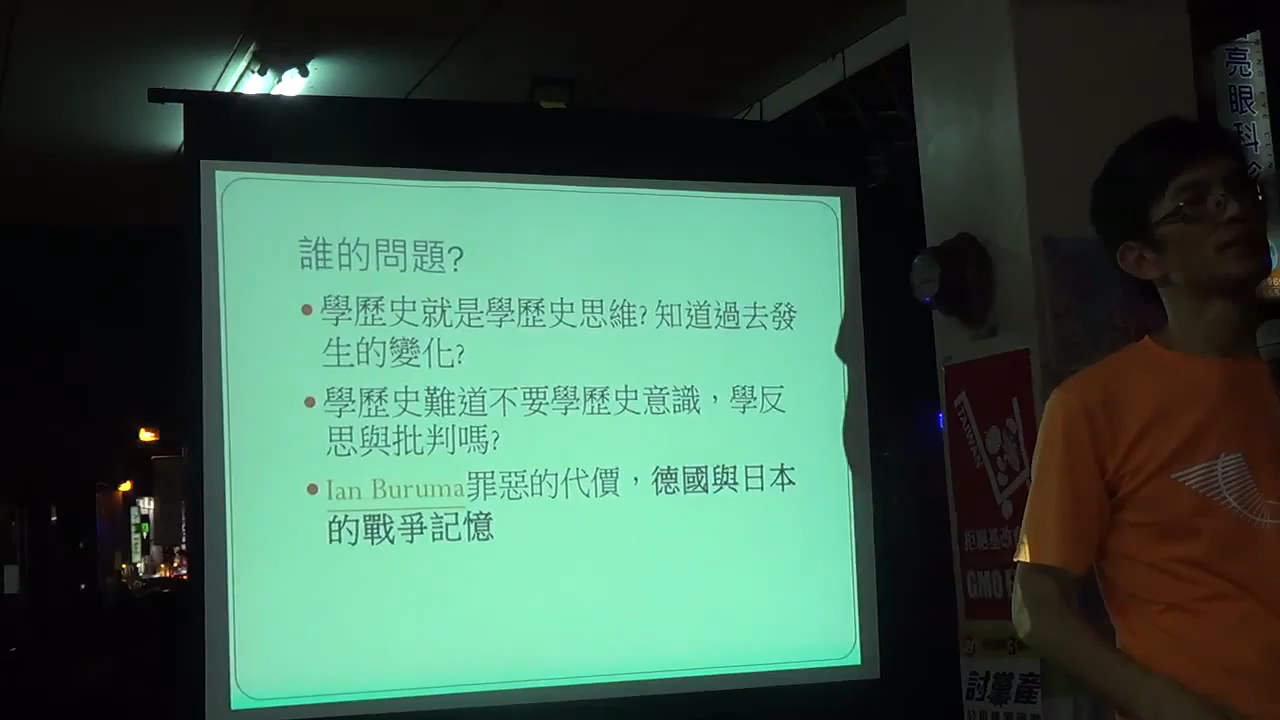 誰的問題?
•學歷史就是學歷史思維? 知道過去發
生的變化?
•學歷史難道不要學歷史意識，學反
思與批判嗎?
•Ian Buruma罪惡的代價，德國與日本
的戰爭記憶
亮眼科
TAIWAN
GMO
討黨產